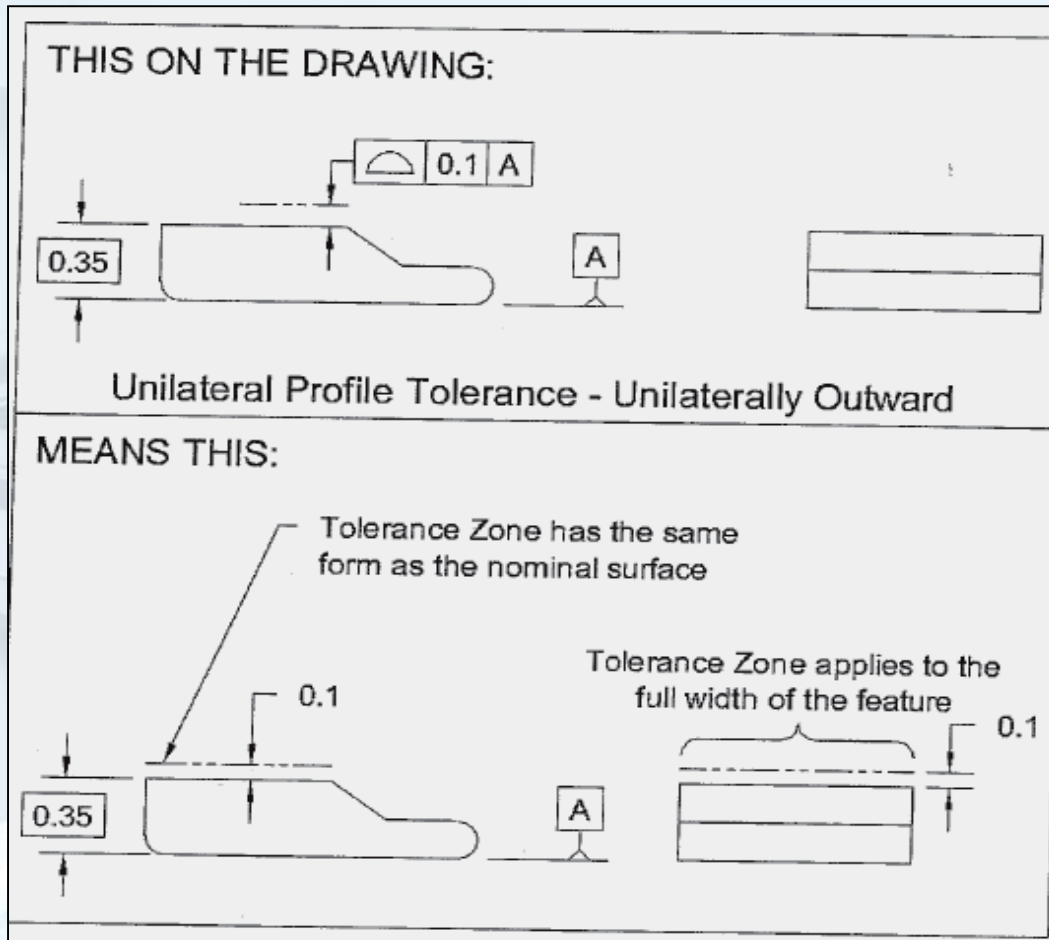 THIS ON THE DRAWING:
0.1 A
0.35
A
Unilateral Profile Tolerance - Unilaterally Outward
MEANS THIS:
Tolerance Zone has the same
form as the nominal surface
Tolerance Zone applies to the
full width of the feature
0.1
0.1
0.35
A